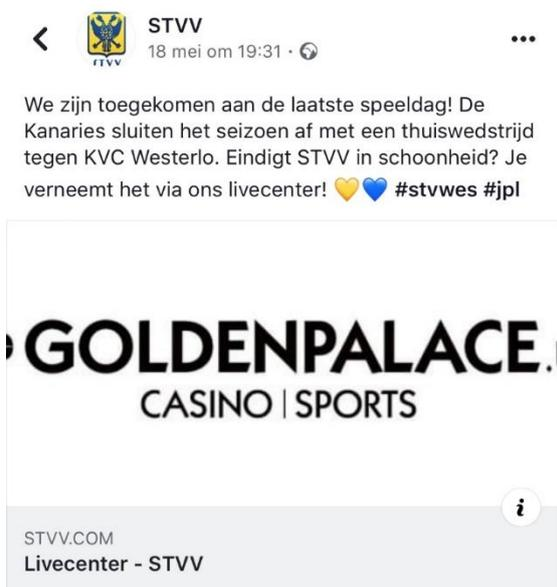 STVV
18 mei om 19:31 ·
STVV
We zijn toegekomen aan de laatste speeldag! De
Kanaries sluiten het seizoen af met een thuiswedstrijd
tegen KVC Westerlo. Eindigt STVV in schoonheid? Je
verneemt het via ons livecenter! 💛💙 #stvwes #jpl
GOLDENPALACE.
CASINO | SPORTS
i
STVV.COM
Livecenter - STVV